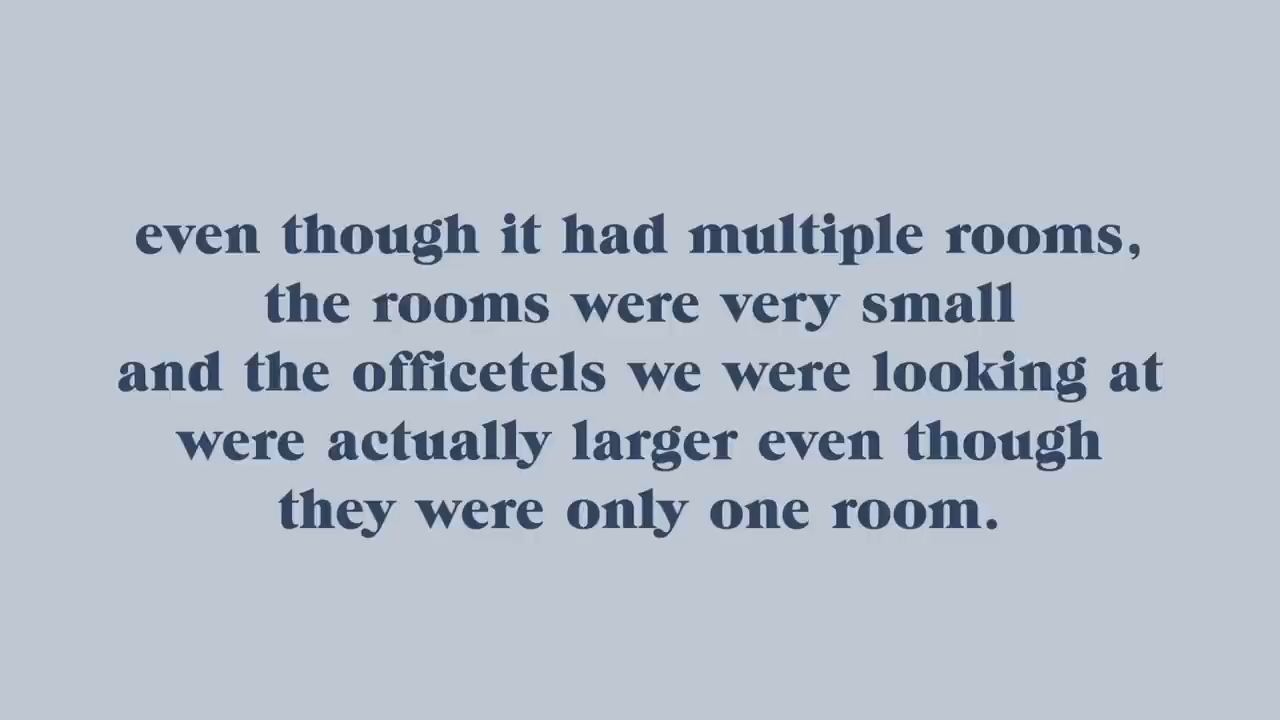 even though it had multiple rooms,
the rooms were very small
and the officetels we were looking at
were actually larger even though
they were only one room.